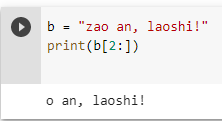 b = "zao an, laoshi!"
print(b[2:])
o an, laoshi!